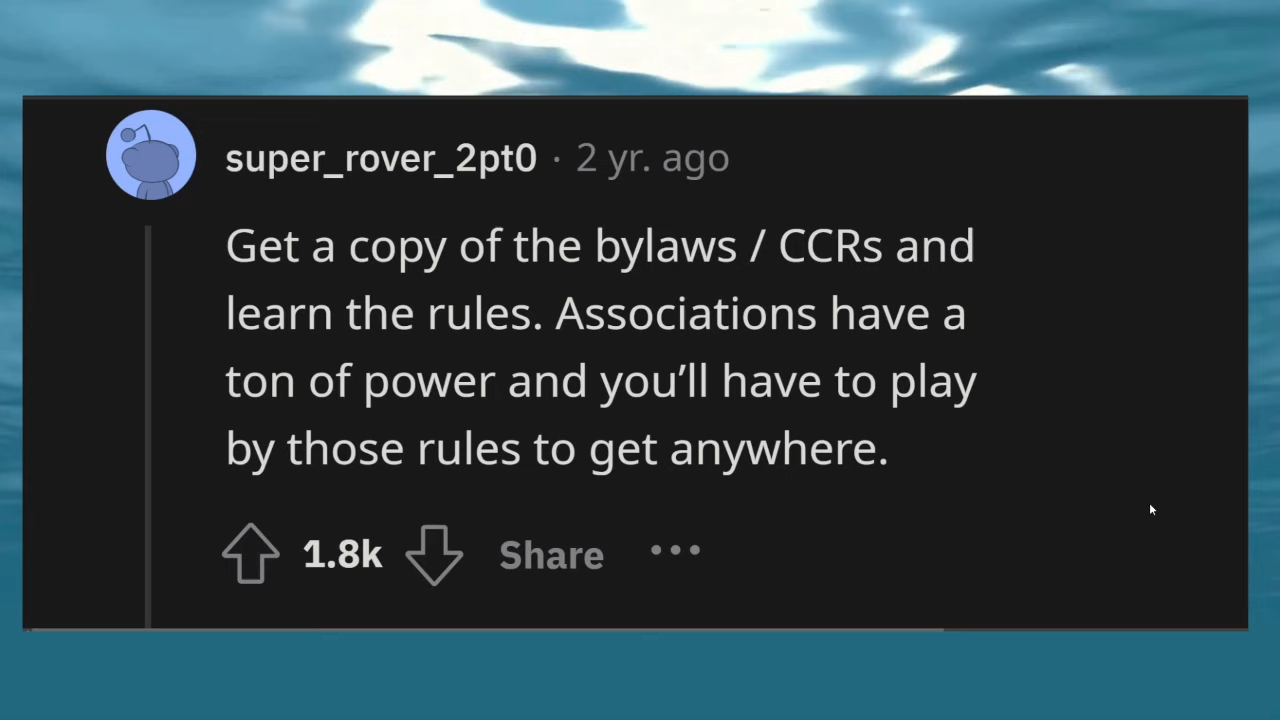 super_rover_2pt0 · 2 yr. ago
Get a copy of the bylaws / CCRs and
learn the rules. Associations have a
ton of power and you’ll have to play
by those rules to get anywhere.
1.8k Share